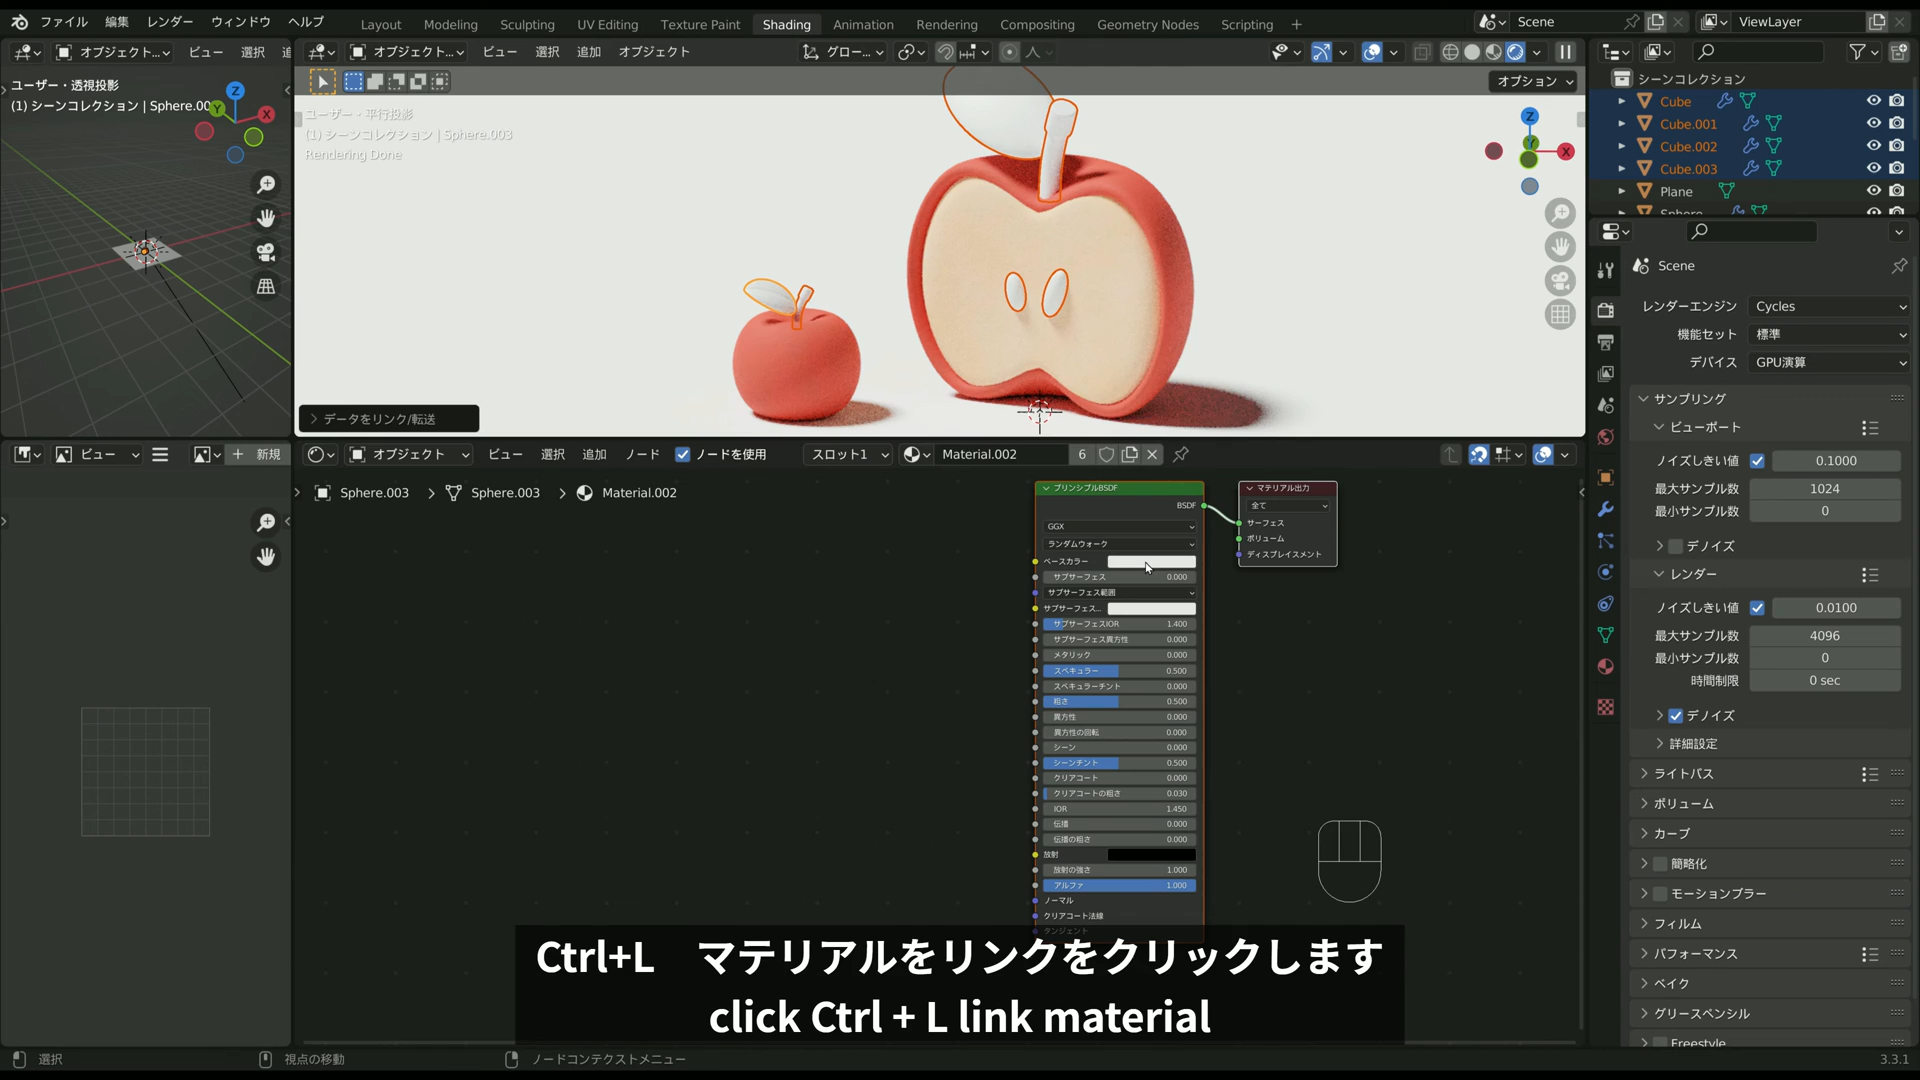 ファイル 編集 レンダー ウィンドウ ヘルプ Layout Modeling Sculpting UV Editing Texture Paint Shading Animation Rendering Compositing Geometry Nodes Scripting + Scene ViewLayer
オブジェクト... ビュー 選択
オブジェクト... ビュー 選択 追加 オブジェクト グロー...
オプション
ユーザー・透視投影
(1) シーンコレクション | Sphere.00
ユーザー・平行投影
(1) シーンコレクション | Sphere.003
Rendering Done
Z
Y
X
Z
Y
X
データをリンク/転送
シーンコレクション
Cube
Cube.001
Cube.002
Cube.003
Plane
Sphere
Scene
レンダーエンジン Cycles
機能セット 標準
デバイス GPU演算
サンプリング
ビューポート
ノイズしきい値 0.1000
最大サンプル数 1024
最小サンプル数 0
デノイズ
レンダー
ノイズしきい値 0.0100
最大サンプル数 4096
最小サンプル数 0
時間制限 0 sec
デノイズ
詳細設定
ライトパス
ボリューム
カーブ
簡略化
モーションブラー
フィルム
パフォーマンス
ベイク
グリースペンシル
Freestyle
ビュー + 新規
オブジェクト ビュー 選択 追加 ノード ノードを使用 スロット1 Material.002 6
Sphere.003 > Sphere.003 > Material.002
プリンシプルBSDF
BSDF
GGX
ランダムウォーク
ベースカラー
サブサーフェス 0.000
サブサーフェス範囲
サブサーフェス...
サブサーフェスIOR 1.400
サブサーフェス異方性 0.000
メタリック 0.000
スペキュラー 0.500
スペキュラーチント 0.000
粗さ 0.500
異方性 0.000
異方性の回転 0.000
シーン 0.000
シーンチント 0.500
クリアコート 0.000
クリアコートの粗さ 0.030
IOR 1.450
伝播 0.000
伝播の粗さ 0.000
放射
放射の強さ 1.000
アルファ 1.000
ノーマル
クリアコート法線
タンジェント
マテリアル出力
全て
サーフェス
ボリューム
ディスプレイスメント
Ctrl+L マテリアルをリンクをクリックします
click Ctrl + L link material
選択 視点の移動 ノードコンテクストメニュー 3.3.1